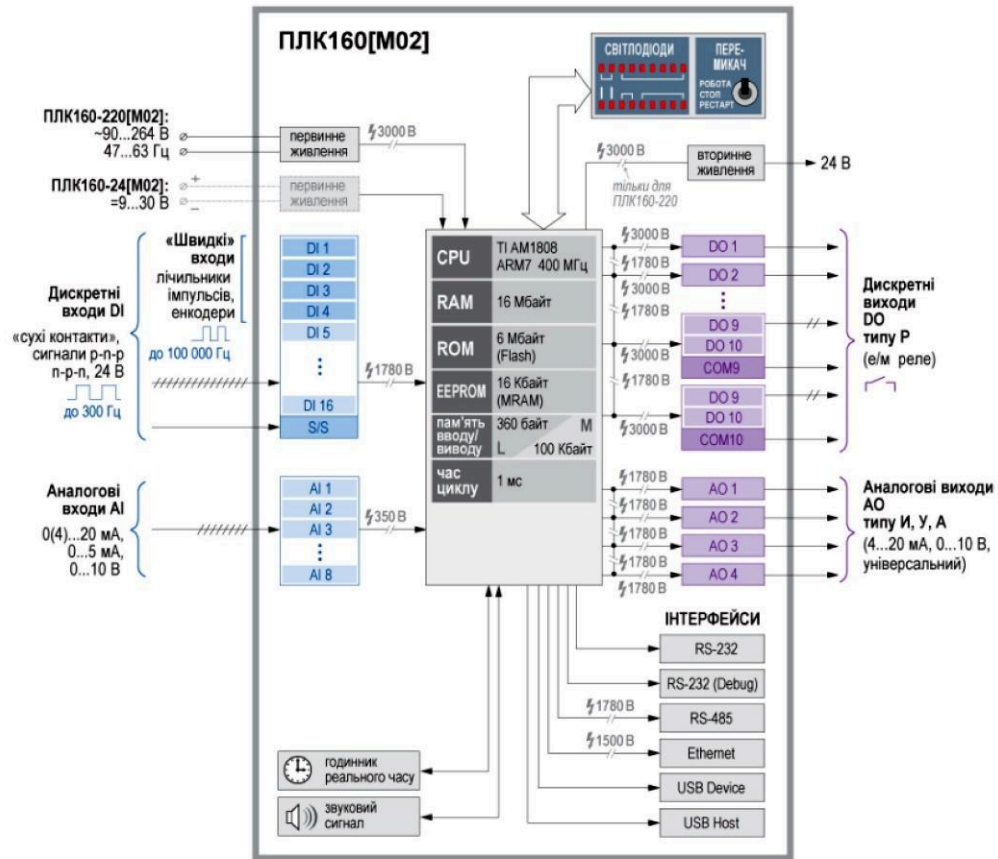 ПЛК160[М02]
СВІТЛОДІОДИ
ПЕРЕ-
МИКАЧ
РОБОТА
СТОП
РЕСТАРТ
ПЛК160-220[М02]:
~90...264 В
47...63 Гц
первинне
живлення
3000 В
ПЛК160-24[М02]:
=9...30 В
+
–
первинне
живлення
3000 В
тільки для
ПЛК160-220
вторинне
живлення
24 В
Дискретні
входи DI
«сухі контакти»,
сигнали p-n-p
n-p-n, 24 В
до 300 Гц
«Швидкі»
входи
лічильники
імпульсів,
енкодери
до 100 000 Гц
DI 1
DI 2
DI 3
DI 4
DI 5
⋮
DI 16
S/S
1780 В
Аналогові
входи AI
0(4)...20 мА,
0...5 мА,
0...10 В
AI 1
AI 2
AI 3
⋮
AI 8
350 В
CPU
TI AM1808
ARM7 400 МГц
RAM
16 Мбайт
ROM
6 Мбайт
(Flash)
EEPROM
16 Кбайт
(MRAM)
пам'ять
вводу/
виводу
360 байт M
L 100 Кбайт
час
циклу
1 мс
3000 В
1780 В
3000 В
1780 В
3000 В
1780 В
3000 В
DO 1
DO 2
⋮
DO 9
DO 10
COM9
DO 9
DO 10
COM10
Дискретні
виходи
DO
типу Р
(е/м реле)
1780 В
1780 В
1780 В
1780 В
1780 В
AO 1
AO 2
AO 3
AO 4
Аналогові виходи
AO
типу И, У, А
(4...20 мА, 0...10 В,
універсальний)
ІНТЕРФЕЙСИ
RS-232
RS-232 (Debug)
1780 В
RS-485
1500 В
Ethernet
USB Device
USB Host
годинник
реального часу
звуковий
сигнал